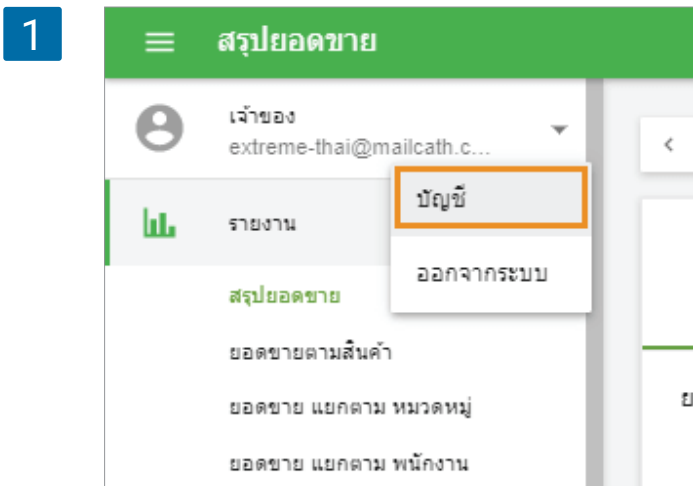 1
สรุปยอดขาย
เจ้าของ
extreme-thai@mailcath.c...
บัญชี
รายงาน
ออกจากระบบ
สรุปยอดขาย
ยอดขายตามสินค้า
ยอดขาย แยกตาม หมวดหมู่
ยอดขาย แยกตาม พนักงาน